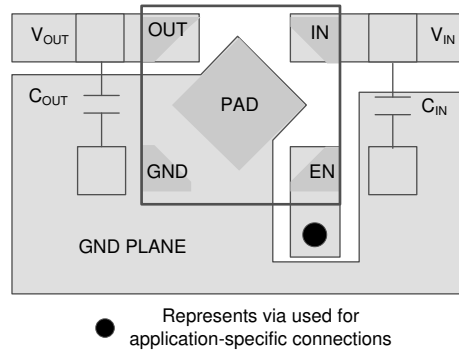 VOUT OUT IN VIN
COUT PAD CIN
GND EN
GND PLANE
Represents via used for
application-specific connections